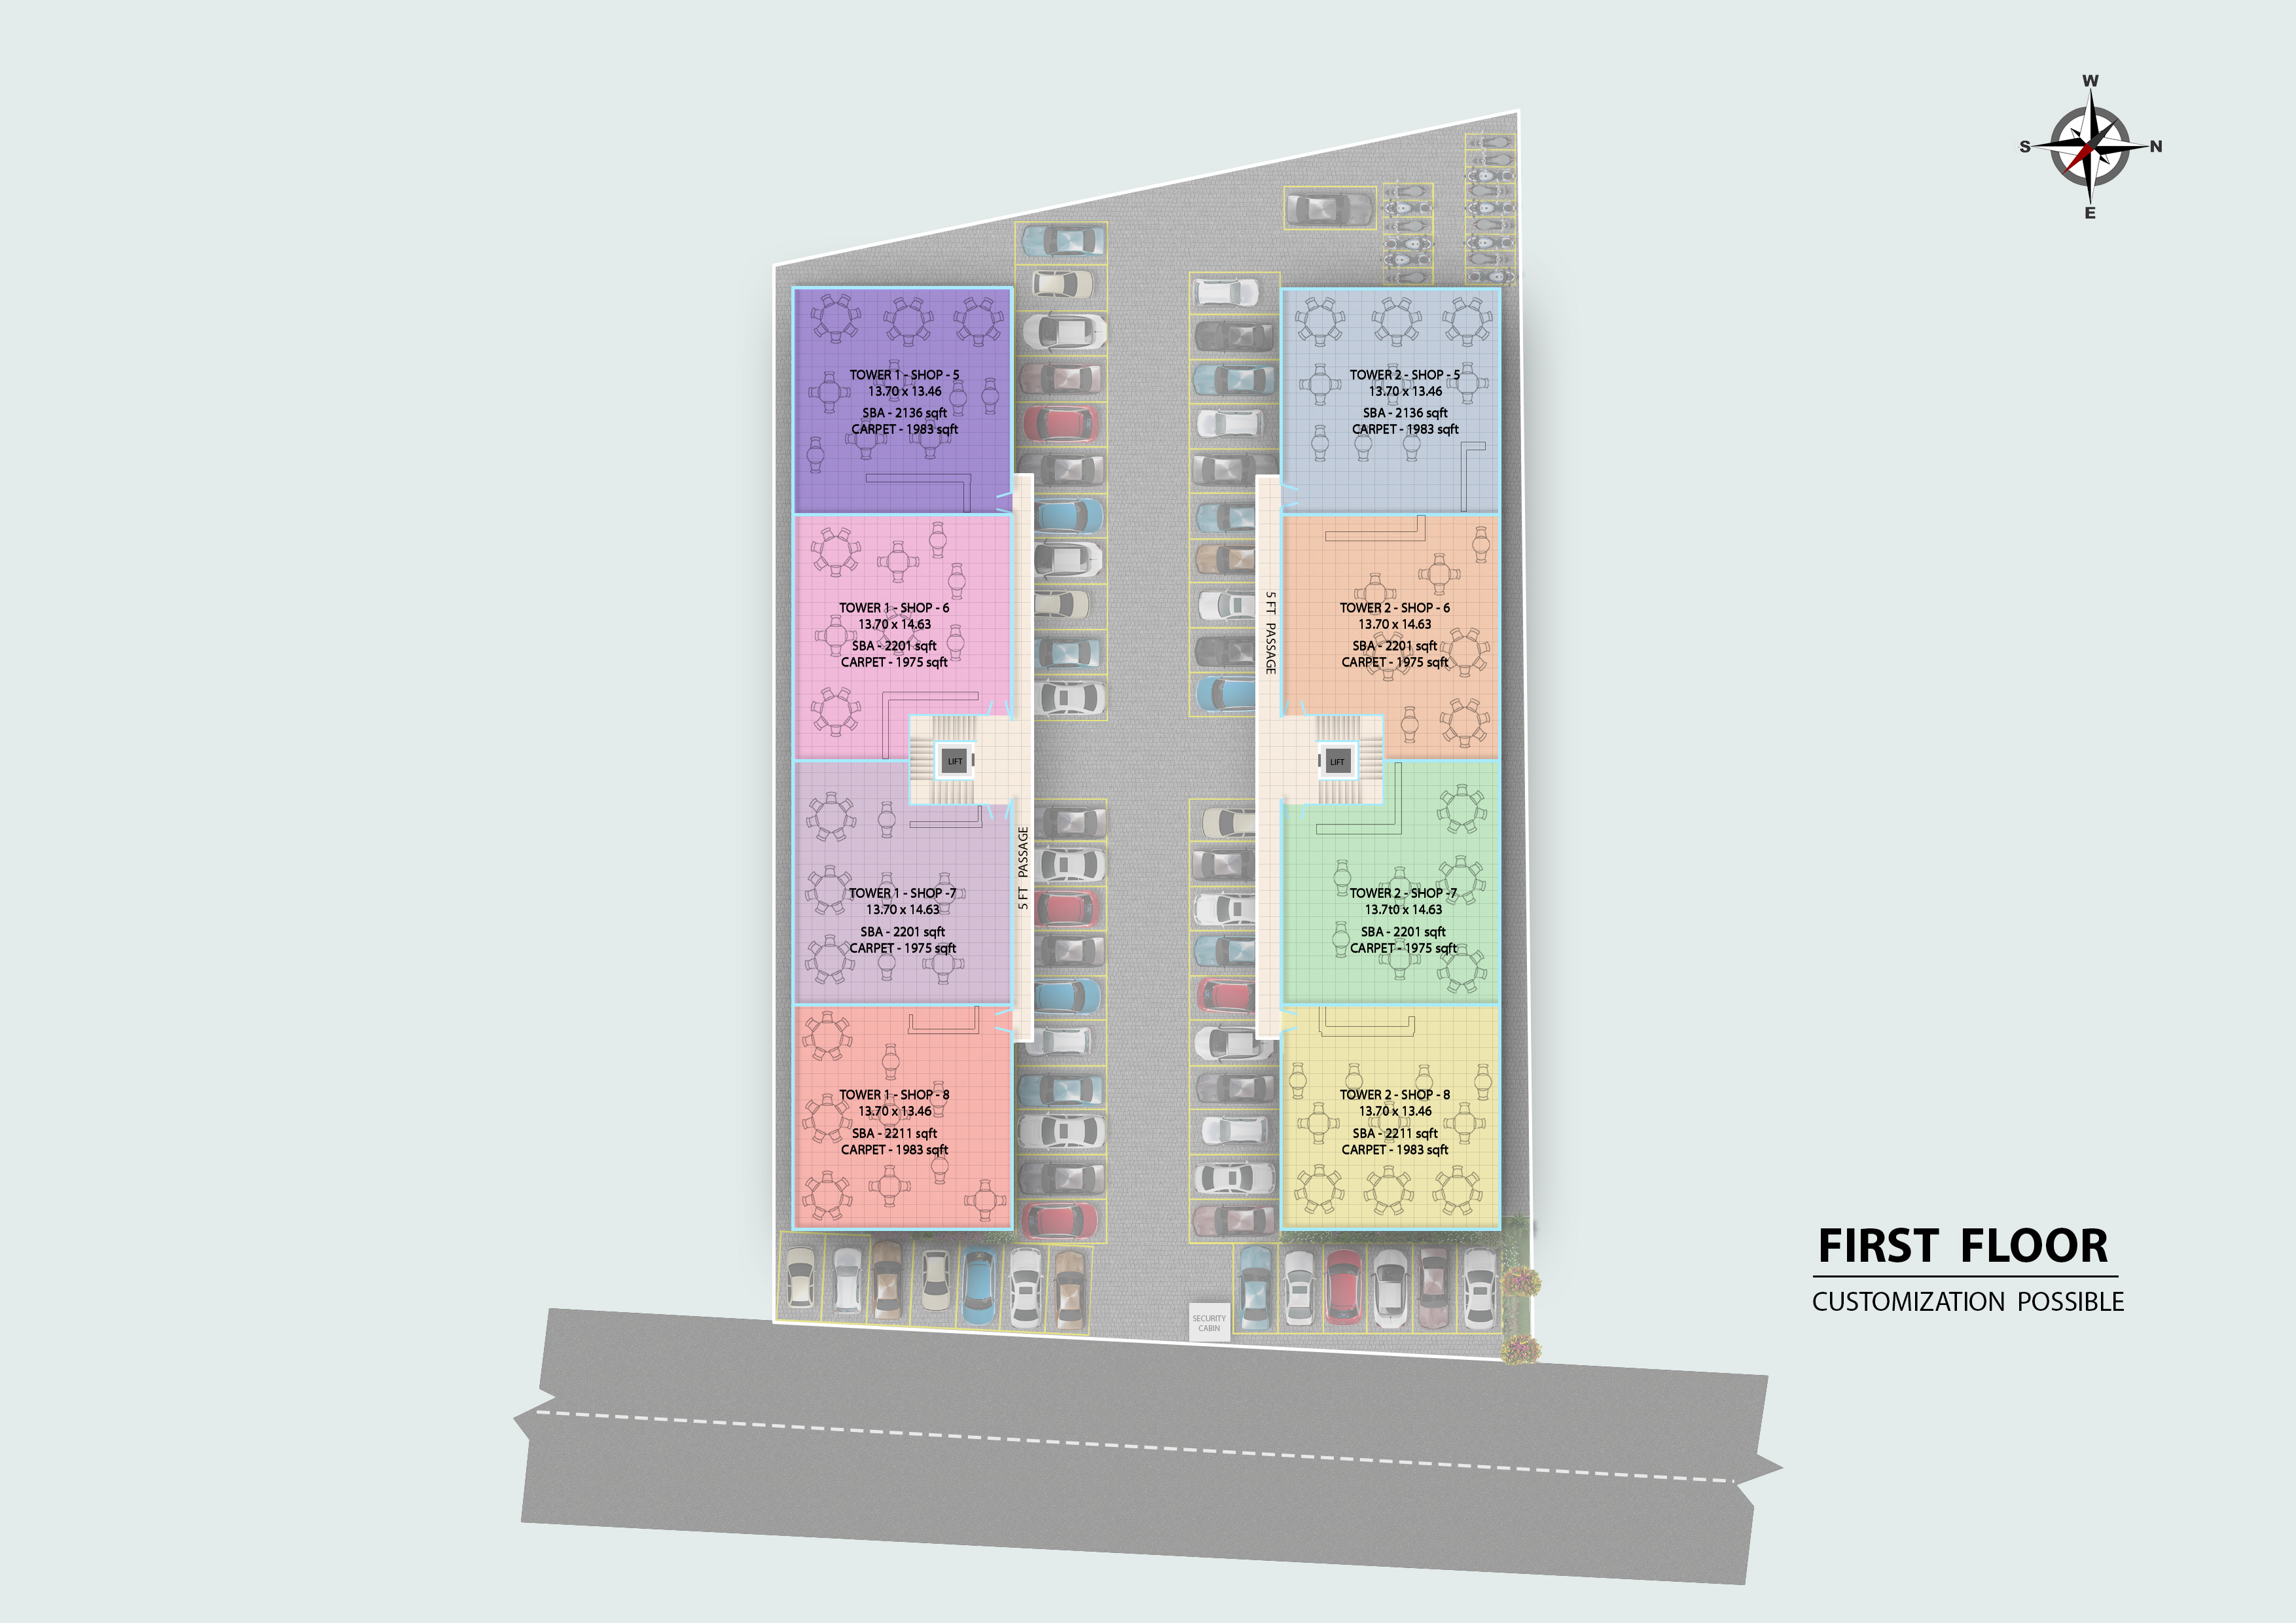 W
S
N
E
TOWER 1 - SHOP - 5
13.70 x 13.46
SBA - 2136 sqft
CARPET - 1983 sqft
TOWER 2 - SHOP - 5
13.70 x 13.46
SBA - 2136 sqft
CARPET - 1983 sqft
TOWER 1 - SHOP - 6
13.70 x 14.63
SBA - 2201 sqft
CARPET - 1975 sqft
5 FT PASSAGE
TOWER 2 - SHOP - 6
13.70 x 14.63
SBA - 2201 sqft
CARPET - 1975 sqft
LIFT
LIFT
TOWER 1 - SHOP -7
13.70 x 14.63
SBA - 2201 sqft
CARPET - 1975 sqft
5 FT PASSAGE
TOWER 2 - SHOP -7
13.7t0 x 14.63
SBA - 2201 sqft
CARPET - 1975 sqft
TOWER 1 - SHOP - 8
13.70 x 13.46
SBA - 2211 sqft
CARPET - 1983 sqft
TOWER 2 - SHOP - 8
13.70 x 13.46
SBA - 2211 sqft
CARPET - 1983 sqft
SECURITY
CABIN
FIRST FLOOR
CUSTOMIZATION POSSIBLE